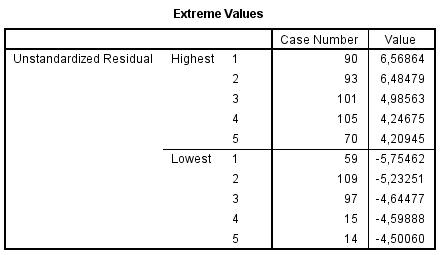 Extreme Values
Case Number Value
Unstandardized Residual Highest 1 90 6,56864
2 93 6,48479
3 101 4,98563
4 105 4,24675
5 70 4,20945
Lowest 1 59 -5,75462
2 109 -5,23251
3 97 -4,64477
4 15 -4,59888
5 14 -4,50060